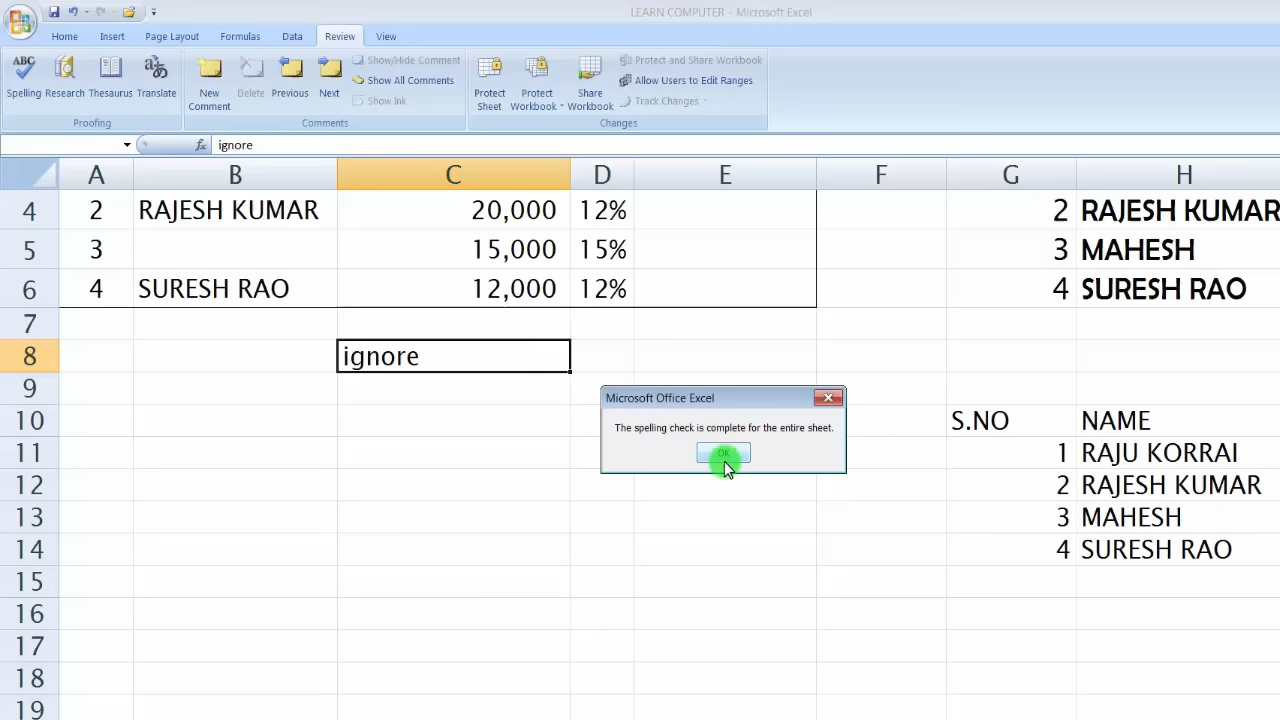 LEARN COMPUTER - Microsoft Excel
Home Insert Page Layout Formulas Data Review View
ABC
Spelling Research Thesaurus Translate
New Comment Delete Previous Next
Show/Hide Comment
Show All Comments
Show Ink
Protect Sheet Protect Workbook Share Workbook
Protect and Share Workbook
Allow Users to Edit Ranges
Track Changes
Proofing Comments Changes
fx ignore
A B C D E F G H
4 2 RAJESH KUMAR 20,000 12% 2 RAJESH KUMAR
5 3 15,000 15% 3 MAHESH
6 4 SURESH RAO 12,000 12% 4 SURESH RAO
7
8 ignore
9
Microsoft Office Excel
The spelling check is complete for the entire sheet.
OK
10 S.NO NAME
11 1 RAJU KORRAI
12 2 RAJESH KUMAR
13 3 MAHESH
14 4 SURESH RAO
15
16
17
18
19